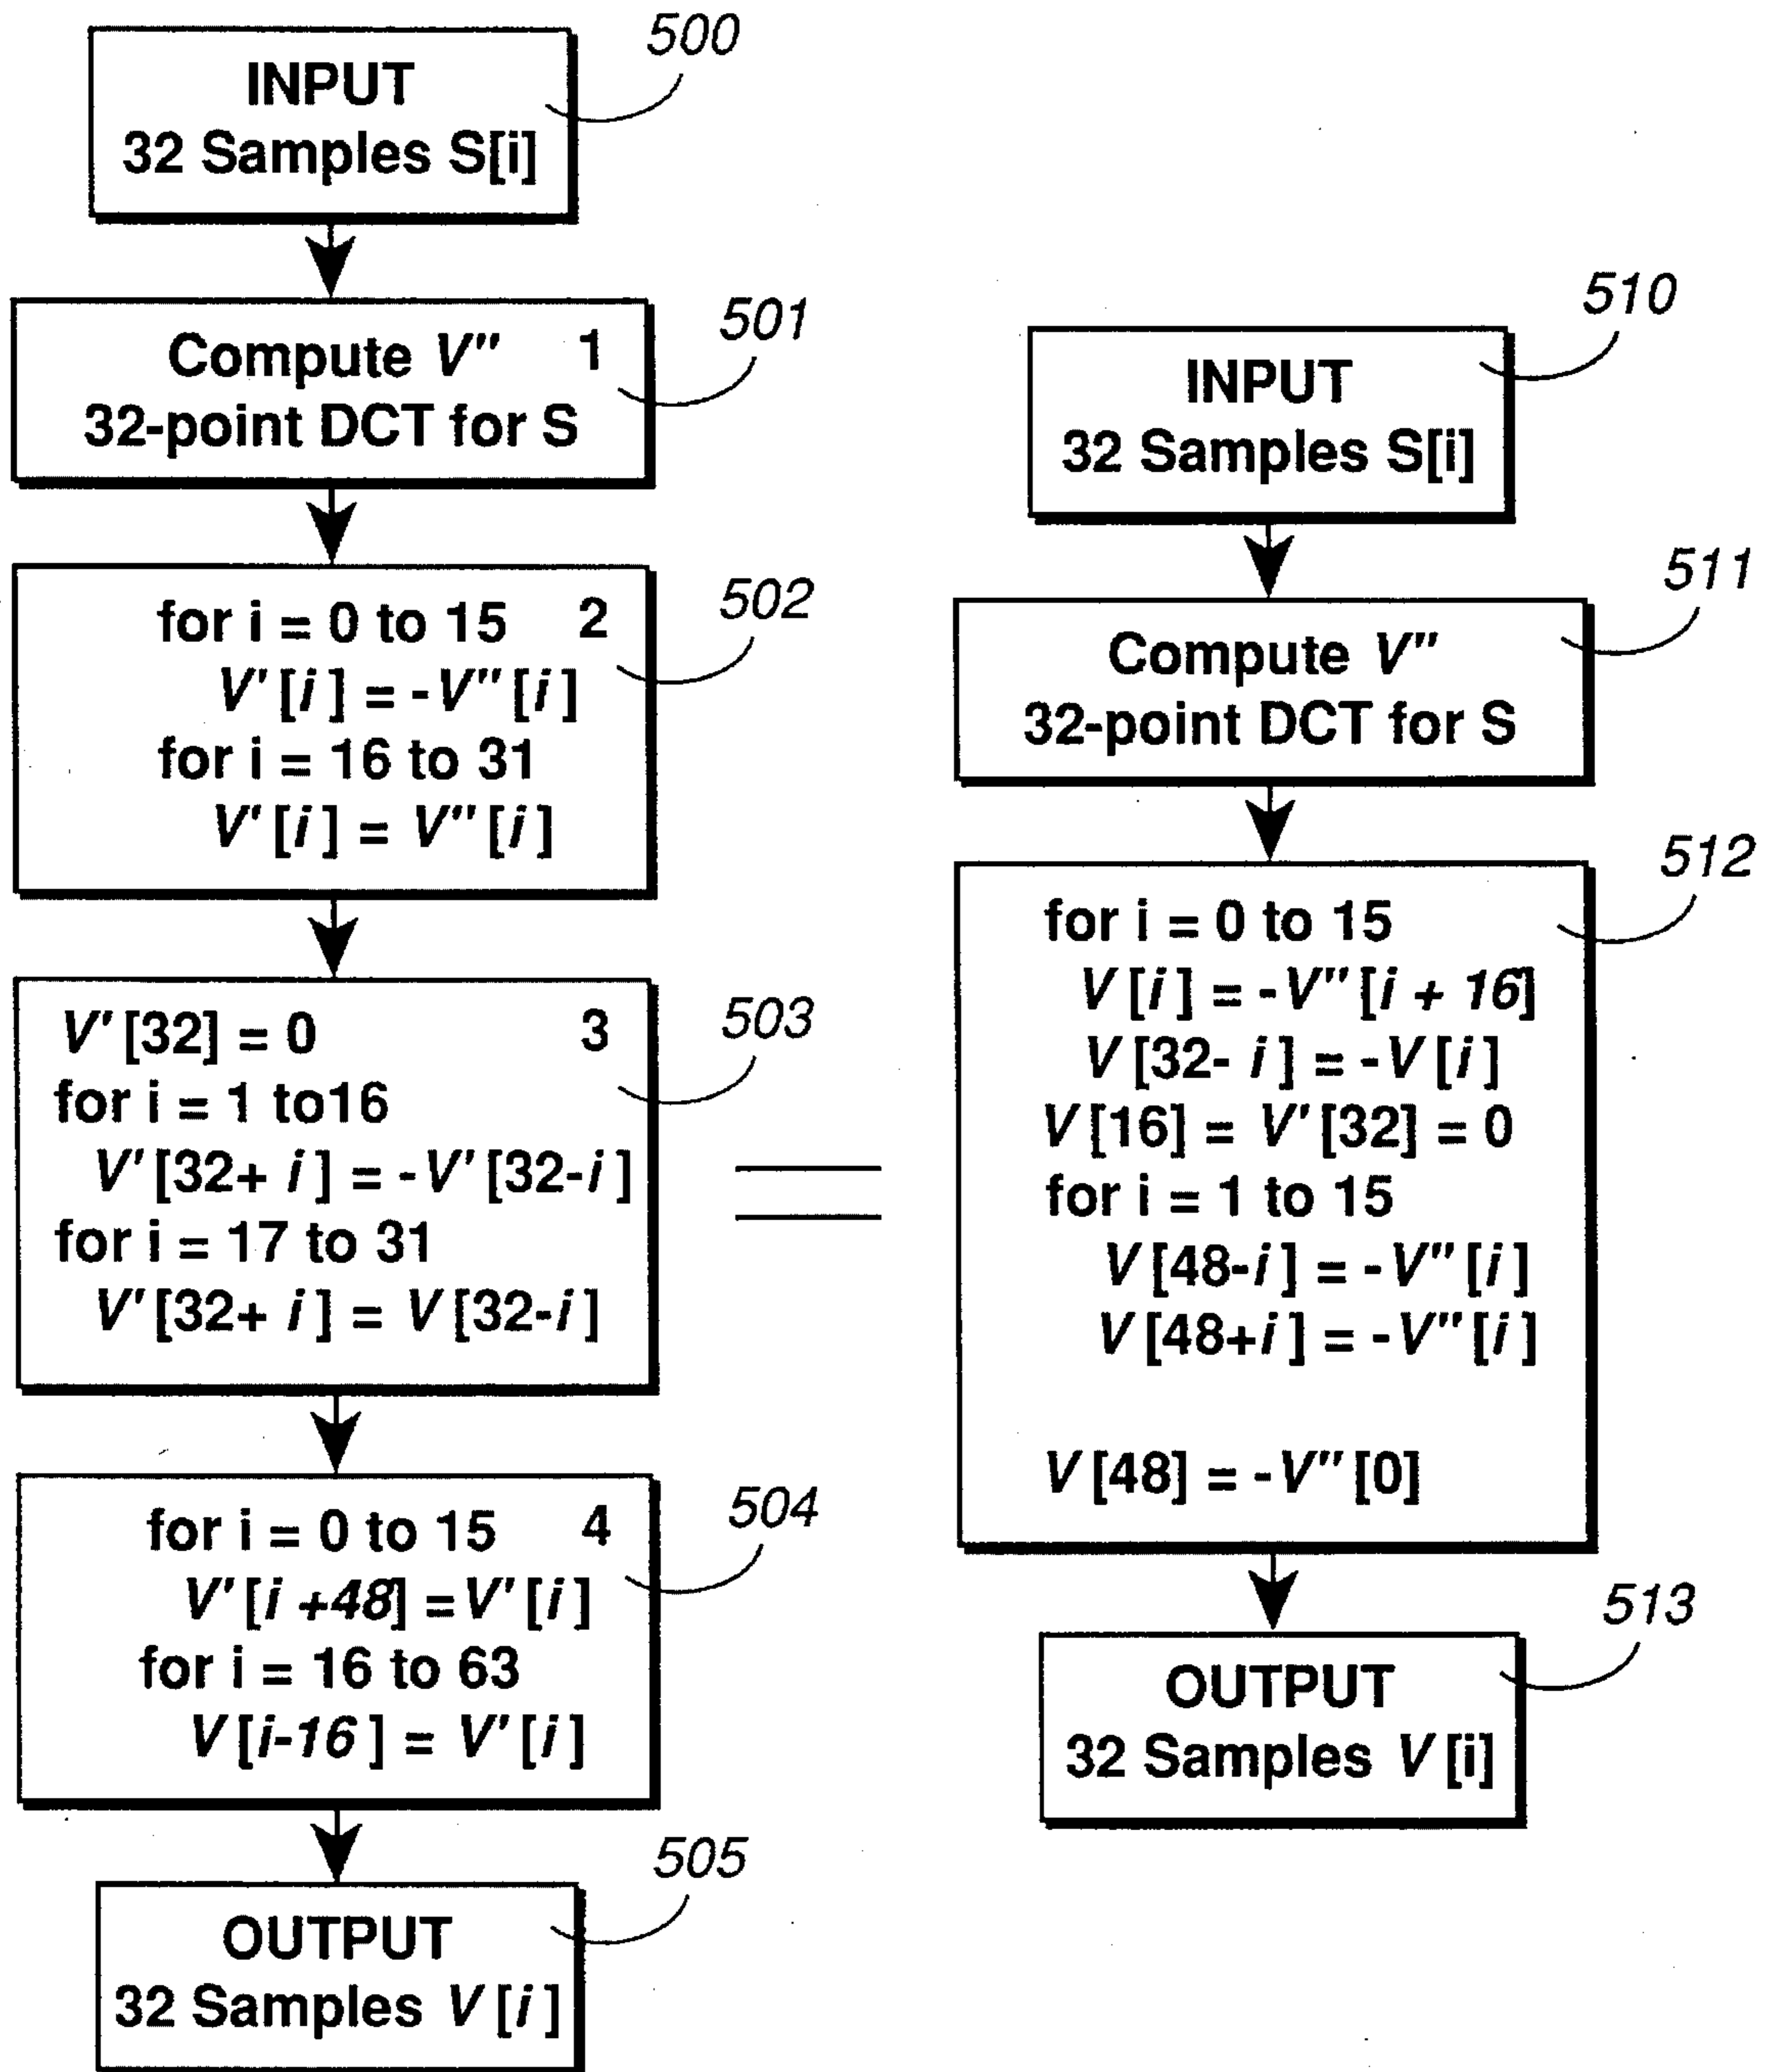 500
INPUT
32 Samples S[i]
501
Compute V'' 1
32-point DCT for S
502
for i = 0 to 15 2
V'[i] = -V''[i]
for i = 16 to 31
V'[i] = V''[i]
503
V'[32] = 0 3
for i = 1 to16
V'[32+ i] = -V'[32-i]
for i = 17 to 31
V'[32+ i] = V[32-i]
504
for i = 0 to 15 4
V'[i +48] = V'[i]
for i = 16 to 63
V[i-16] = V'[i]
505
OUTPUT
32 Samples V[i]
=
510
INPUT
32 Samples S[i]
511
Compute V''
32-point DCT for S
512
for i = 0 to 15
V[i] = -V''[i + 16]
V[32- i] = -V[i]
V[16] = V'[32] = 0
for i = 1 to 15
V[48-i] = -V''[i]
V[48+i] = -V''[i]
V[48] = -V''[0]
513
OUTPUT
32 Samples V[i]